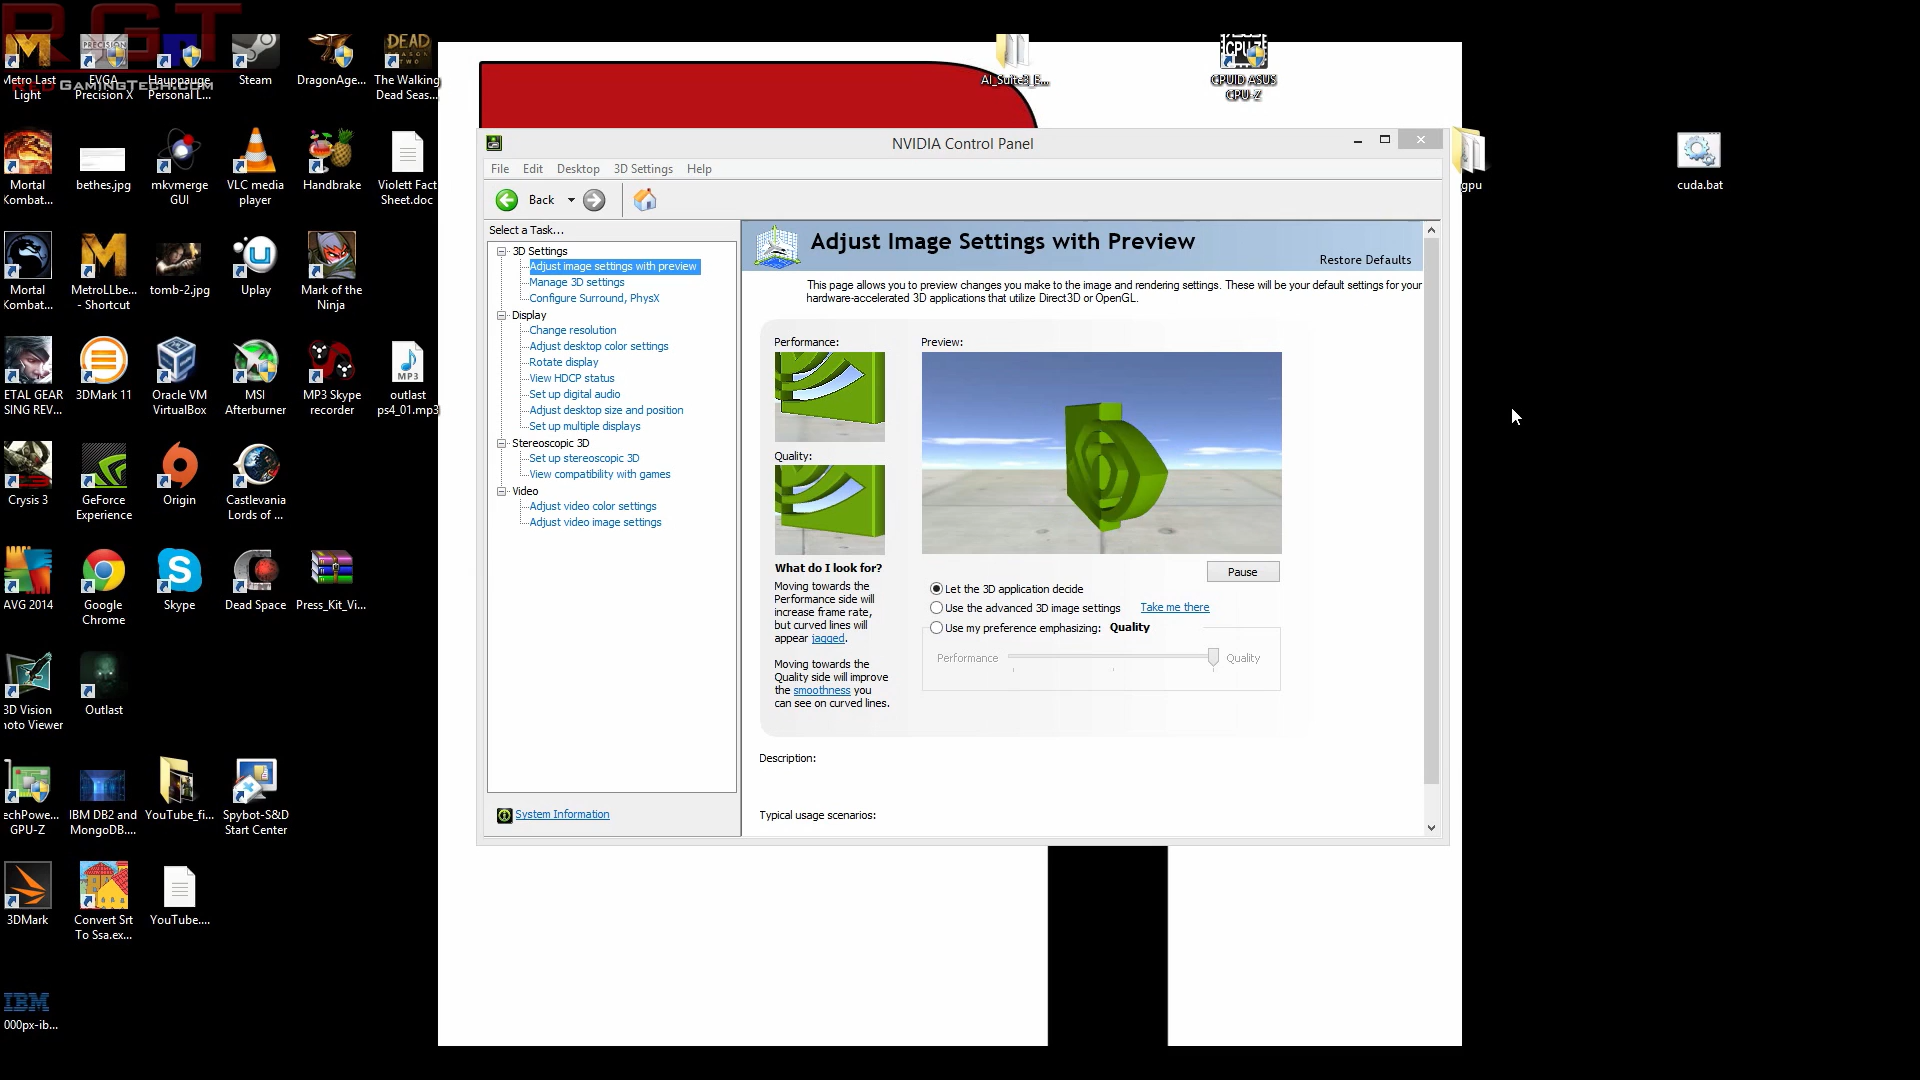 RGT
RedGamingTech.com
Metro Last
Light
EVGA
Precision X
Hauppauge
Personal L...
Steam
DragonAge...
The Walking
Dead Seas...
AI_Suite3_E...
CPUID ASUS
CPU-Z
Mortal
Kombat...
bethes.jpg
mkvmerge
GUI
VLC media
player
Handbrake
Violett Fact
Sheet.doc
gpu
cuda.bat
Mortal
Kombat...
MetroLLbe...
- Shortcut
tomb-2.jpg
Uplay
Mark of the
Ninja
ETAL GEAR
SING REV...
3DMark 11
Oracle VM
VirtualBox
MSI
Afterburner
MP3 Skype
recorder
MP3
outlast
ps4_01.mp3
Crysis 3
GeForce
Experience
Origin
Castlevania
Lords of ...
AVG 2014
Google
Chrome
Skype
Dead Space
Press_Kit_Vi...
3D Vision
hoto Viewer
Outlast
echPowe...
GPU-Z
IBM DB2 and
MongoDB....
YouTube_fi...
Spybot-S&D
Start Center
3DMark
Convert Srt
To Ssa.ex...
YouTube....
IBM
000px-ib...
NVIDIA Control Panel
File Edit Desktop 3D Settings Help
Back
Select a Task...
3D Settings
Adjust image settings with preview
Manage 3D settings
Configure Surround, PhysX
Display
Change resolution
Adjust desktop color settings
Rotate display
View HDCP status
Set up digital audio
Adjust desktop size and position
Set up multiple displays
Stereoscopic 3D
Set up stereoscopic 3D
View compatibility with games
Video
Adjust video color settings
Adjust video image settings
System Information
Adjust Image Settings with Preview
Restore Defaults
This page allows you to preview changes you make to the image and rendering settings. These will be your default settings for your
hardware-accelerated 3D applications that utilize Direct3D or OpenGL.
Performance:
Quality:
What do I look for?
Moving towards the
Performance side will
increase frame rate,
but curved lines will
appear jagged.
Moving towards the
Quality side will improve
the smoothness you
can see on curved lines.
Preview:
Pause
Let the 3D application decide
Use the advanced 3D image settings Take me there
Use my preference emphasizing: Quality
Performance Quality
Description:
Typical usage scenarios: